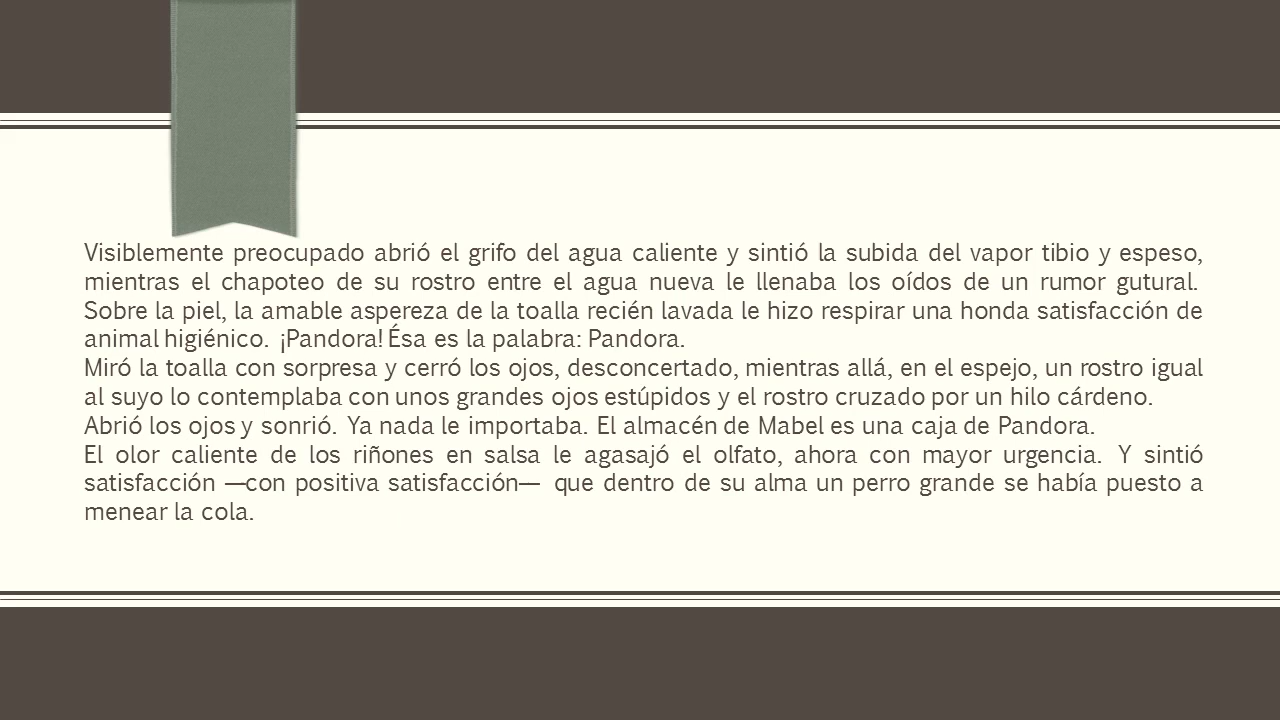 Visiblemente preocupado abrió el grifo del agua caliente y sintió la subida del vapor tibio y espeso,
mientras el chapoteo de su rostro entre el agua nueva le llenaba los oídos de un rumor gutural.
Sobre la piel, la amable aspereza de la toalla recién lavada le hizo respirar una honda satisfacción de
animal higiénico. ¡Pandora! Ésa es la palabra: Pandora.
Miró la toalla con sorpresa y cerró los ojos, desconcertado, mientras allá, en el espejo, un rostro igual
al suyo lo contemplaba con unos grandes ojos estúpidos y el rostro cruzado por un hilo cárdeno.
Abrió los ojos y sonrió. Ya nada le importaba. El almacén de Mabel es una caja de Pandora.
El olor caliente de los riñones en salsa le agasajó el olfato, ahora con mayor urgencia. Y sintió
satisfacción —con positiva satisfacción— que dentro de su alma un perro grande se había puesto a
menear la cola.